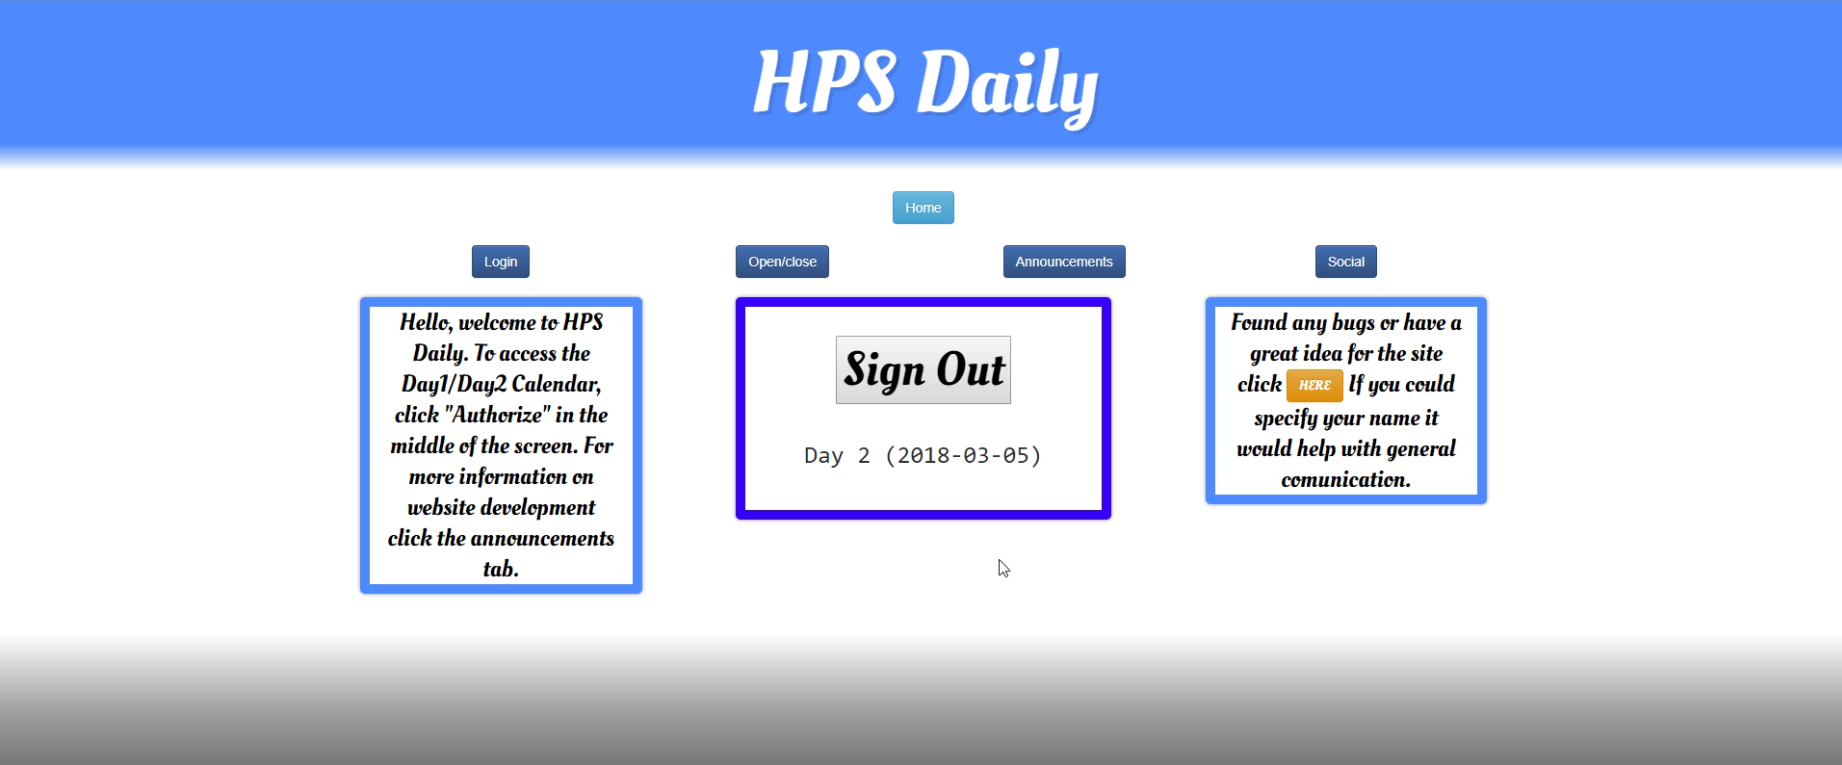 HPS Daily
Home
Login
Open/close
Announcements
Social
Hello, welcome to HPS
Daily. To access the
Day1/Day2 Calendar,
click "Authorize" in the
middle of the screen. For
more information on
website development
click the announcements
tab.
Sign Out
Day 2 (2018-03-05)
Found any bugs or have a
great idea for the site
click HERE If you could
specify your name it
would help with general
comunication.